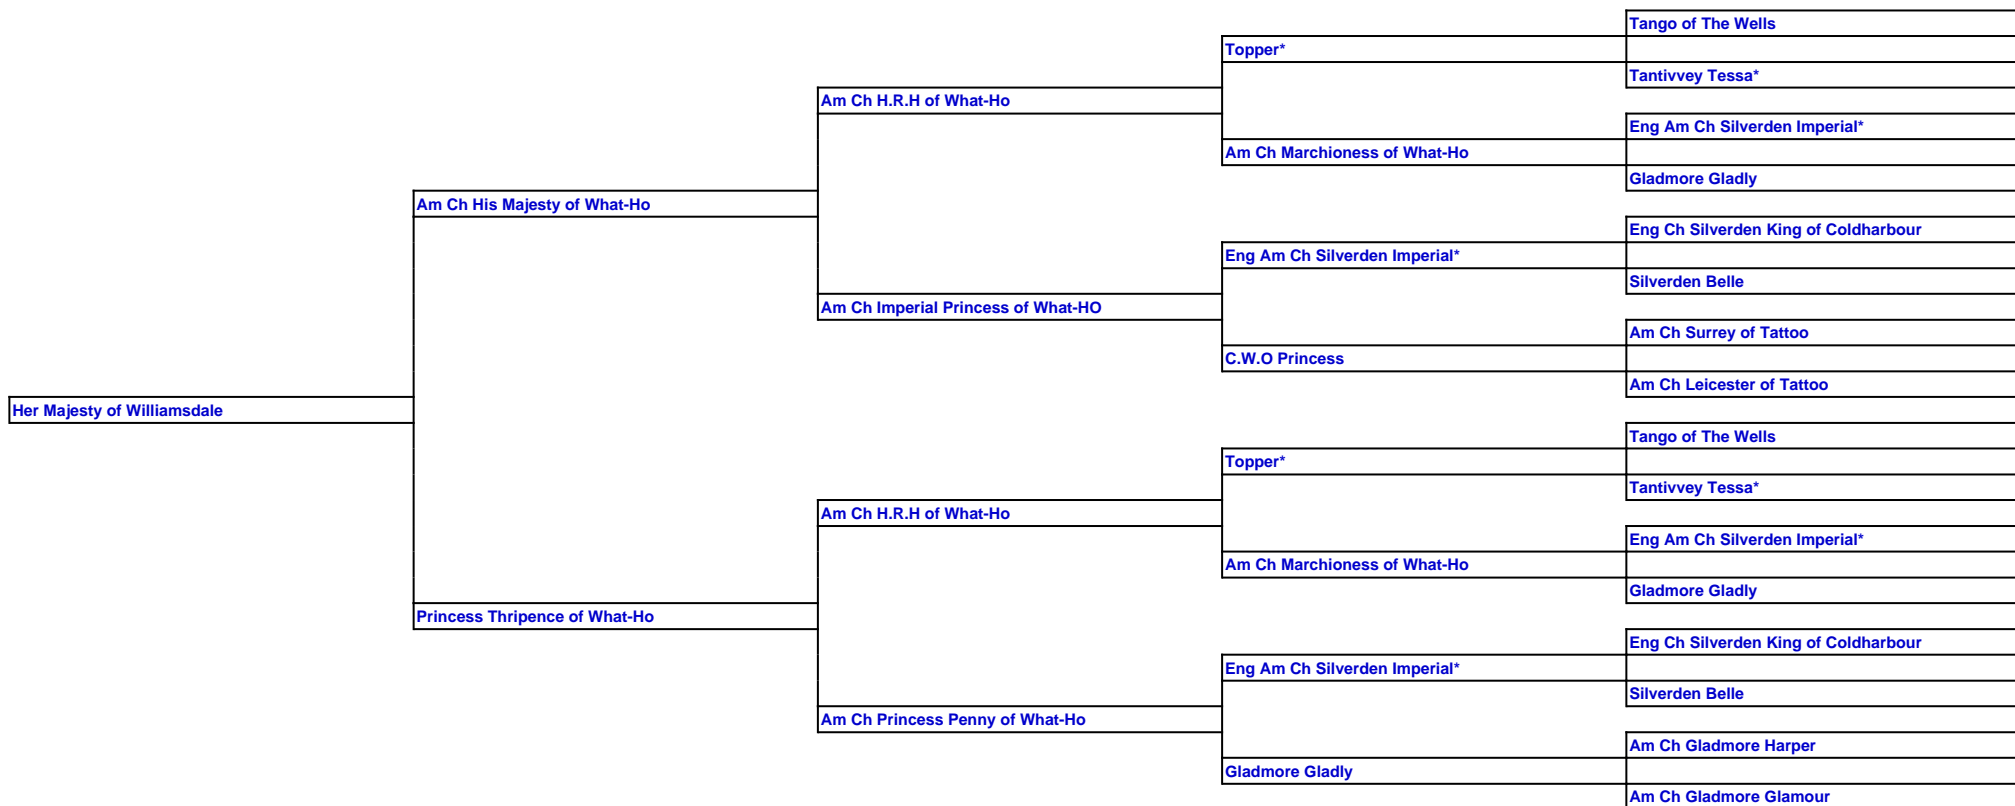 Tango of The Wells
Topper*
Tantivvey Tessa*
Am Ch H.R.H of What-Ho
Eng Am Ch Silverden Imperial*
Am Ch Marchioness of What-Ho
Gladmore Gladly
Am Ch His Majesty of What-Ho
Eng Ch Silverden King of Coldharbour
Eng Am Ch Silverden Imperial*
Silverden Belle
Am Ch Imperial Princess of What-HO
Am Ch Surrey of Tattoo
C.W.O Princess
Am Ch Leicester of Tattoo
Her Majesty of Williamsdale
Tango of The Wells
Topper*
Tantivvey Tessa*
Am Ch H.R.H of What-Ho
Eng Am Ch Silverden Imperial*
Am Ch Marchioness of What-Ho
Gladmore Gladly
Princess Thripence of What-Ho
Eng Ch Silverden King of Coldharbour
Eng Am Ch Silverden Imperial*
Silverden Belle
Am Ch Princess Penny of What-Ho
Am Ch Gladmore Harper
Gladmore Gladly
Am Ch Gladmore Glamour